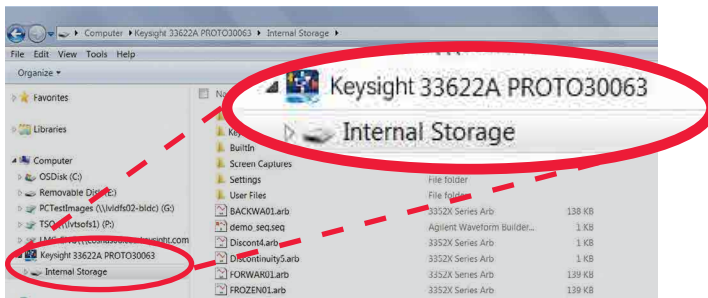 Computer ▸ Keysight 33622A PROTO30063 ▸ Internal Storage ▸
File Edit View Tools Help
Organize ▾
Favorites
Libraries
Computer
OSDisk (C:)
Removable Disk (E:)
PCTestImages (\\lvldfs02-bldc) (G:)
TSO (\\lvtsofs1) (P:)
Keysight 33622A PROTO30063
Internal Storage
BuiltIn
Screen Captures
Settings File folder
User Files File folder
BACKWA01.arb 3352X Series Arb 138 KB
demo_seq.seq Agilent Waveform Builder... 1 KB
Discont4.arb 3352X Series Arb 1 KB
Discontinuity5.arb 3352X Series Arb 1 KB
FORWAR01.arb 3352X Series Arb 139 KB
FROZEN01.arb 3352X Series Arb 139 KB
Keysight 33622A PROTO30063
Internal Storage